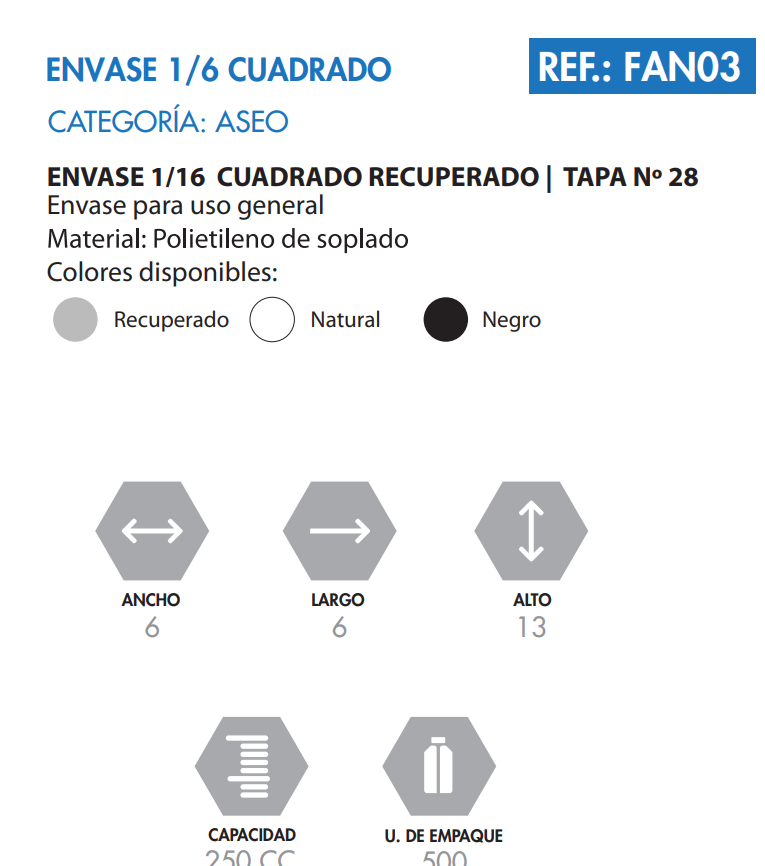 ENVASE 1/6 CUADRADO
REF.: FAN03
CATEGORÍA: ASEO
ENVASE 1/16 CUADRADO RECUPERADO | TAPA Nº 28
Envase para uso general
Material: Polietileno de soplado
Colores disponibles:
Recuperado Natural Negro
ANCHO LARGO ALTO
6 6 13
CAPACIDAD U. DE EMPAQUE
250 CC 500